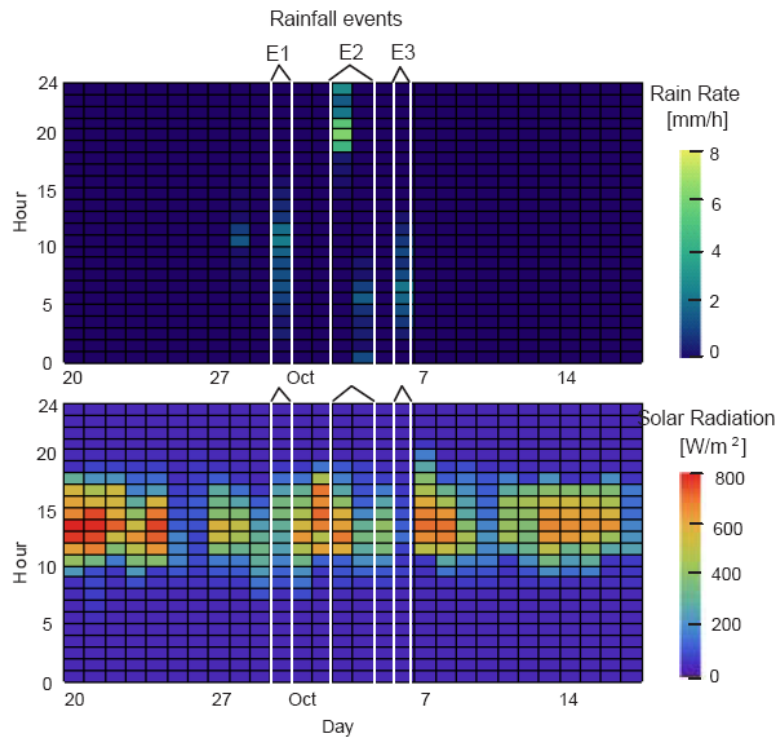 Rainfall events
E1 E2 E3
24
20
15
10
5
0
Hour
20 27 Oct 7 14
Rain Rate
[mm/h]
8
6
4
2
0
24
20
15
10
5
0
Hour
20 27 Oct 7 14
Day
Solar Radiation
[W/m²]
800
600
400
200
0